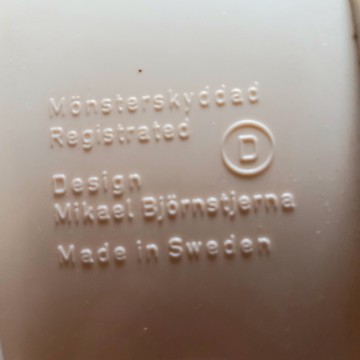 Mönsterskyddad
Registrated
D
Design
Mikael Björnstjerna
Made in Sweden